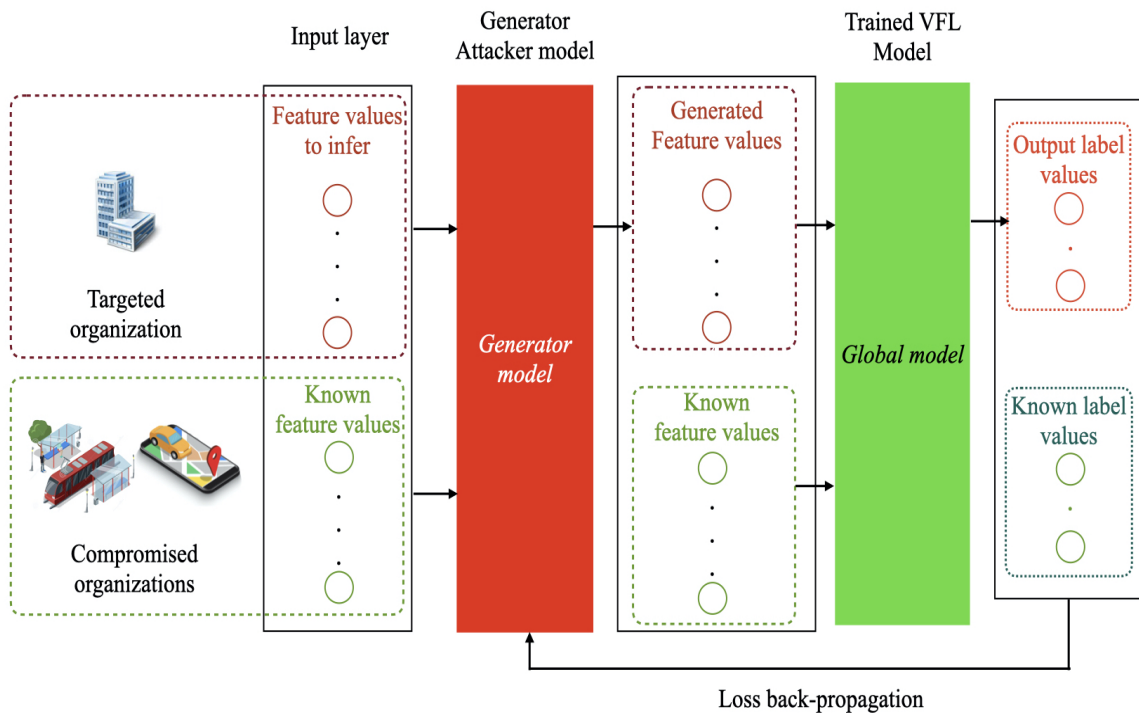 Input layer
Generator
Attacker model
Trained VFL
Model
Feature values
to infer
Generated
Feature values
Output label
values
Targeted
organization
Generator
model
Global model
Known
feature values
Known
feature values
Known label
values
Compromised
organizations
Loss back-propagation